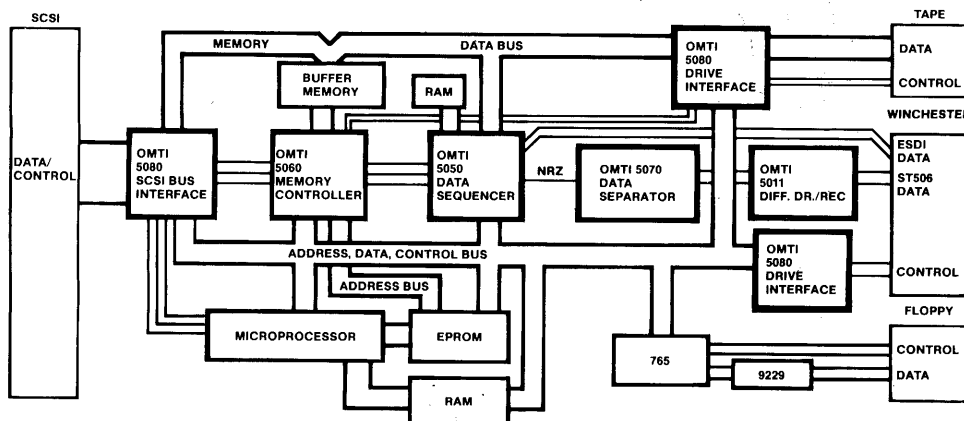 SCSI
TAPE
MEMORY
DATA BUS
OMTI
5080
DRIVE
INTERFACE
DATA
CONTROL
BUFFER
MEMORY
RAM
WINCHESTER
DATA/
CONTROL
OMTI
5080
SCSI BUS
INTERFACE
OMTI
5060
MEMORY
CONTROLLER
OMTI
5050
DATA
SEQUENCER
NRZ
OMTI 5070
DATA
SEPARATOR
OMTI
5011
DIFF. DR./REC
ESDI
DATA
ST506
DATA
ADDRESS, DATA, CONTROL BUS
OMTI
5080
DRIVE
INTERFACE
CONTROL
ADDRESS BUS
MICROPROCESSOR
EPROM
FLOPPY
765
CONTROL
9229
DATA
RAM